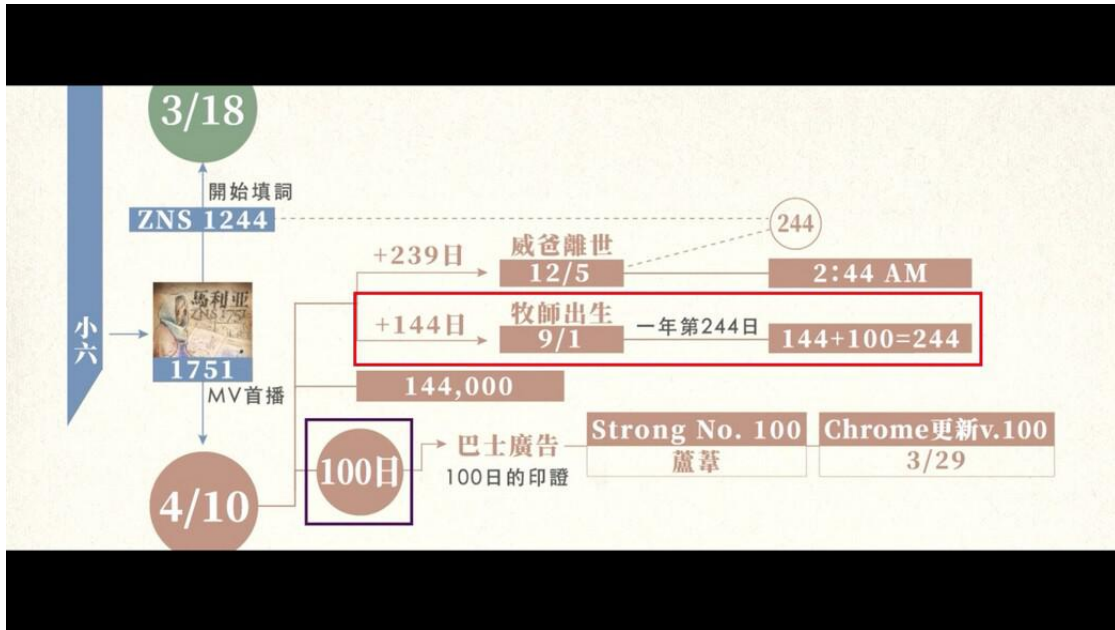 3/18
開始填詞
ZNS 1244
244
+239日
威爸離世
12/5
2:44 AM
小六
馬利亞
ZNS 1751
1751
MV首播
+144日
牧師出生
9/1
一年第244日
144+100=244
144,000
4/10
100日
巴士廣告
100日的印證
Strong No. 100
蘆葦
Chrome更新v.100
3/29